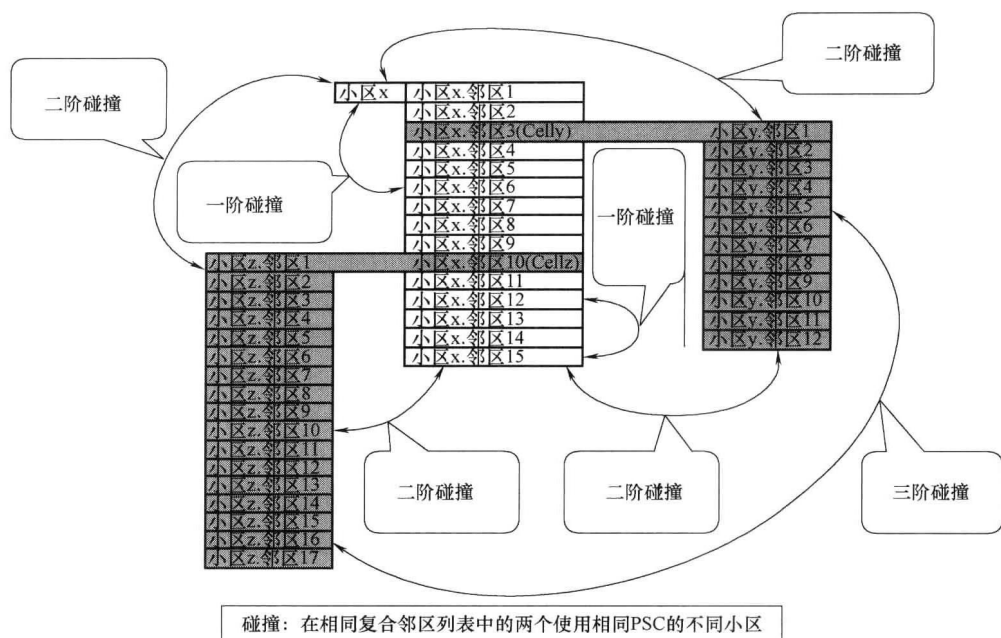 二阶碰撞
二阶碰撞
小区x
小区x.邻区1
小区x.邻区2
小区x.邻区3(Celly)
小区x.邻区4
小区x.邻区5
小区x.邻区6
小区x.邻区7
小区x.邻区8
小区x.邻区9
小区x.邻区10(Cellz)
小区x.邻区11
小区x.邻区12
小区x.邻区13
小区x.邻区14
小区x.邻区15
一阶碰撞
一阶碰撞
小区y.邻区1
小区y.邻区2
小区y.邻区3
小区y.邻区4
小区y.邻区5
小区y.邻区6
小区y.邻区7
小区y.邻区8
小区y.邻区9
小区y.邻区10
小区y.邻区11
小区y.邻区12
小区z.邻区1
小区z.邻区2
小区z.邻区3
小区z.邻区4
小区z.邻区5
小区z.邻区6
小区z.邻区7
小区z.邻区8
小区z.邻区9
小区z.邻区10
小区z.邻区11
小区z.邻区12
小区z.邻区13
小区z.邻区14
小区z.邻区15
小区z.邻区16
小区z.邻区17
二阶碰撞
二阶碰撞
三阶碰撞
碰撞：在相同复合邻区列表中的两个使用相同PSC的不同小区